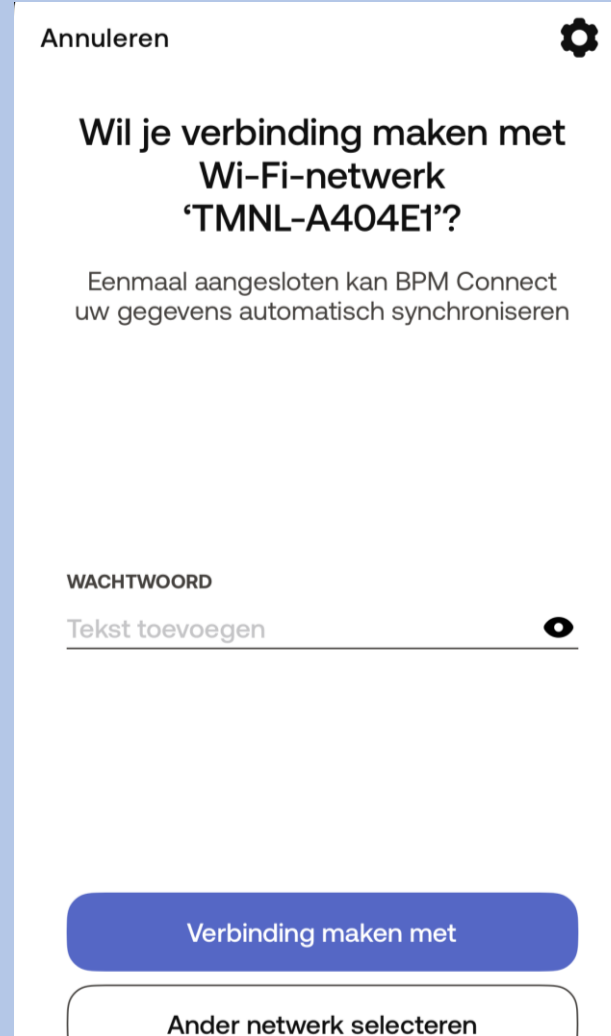 Annuleren
Wil je verbinding maken met
Wi-Fi-netwerk
‘TMNL-A404E1’?
Eenmaal aangesloten kan BPM Connect
uw gegevens automatisch synchroniseren
WACHTWOORD
Tekst toevoegen
Verbinding maken met
Ander netwerk selecteren